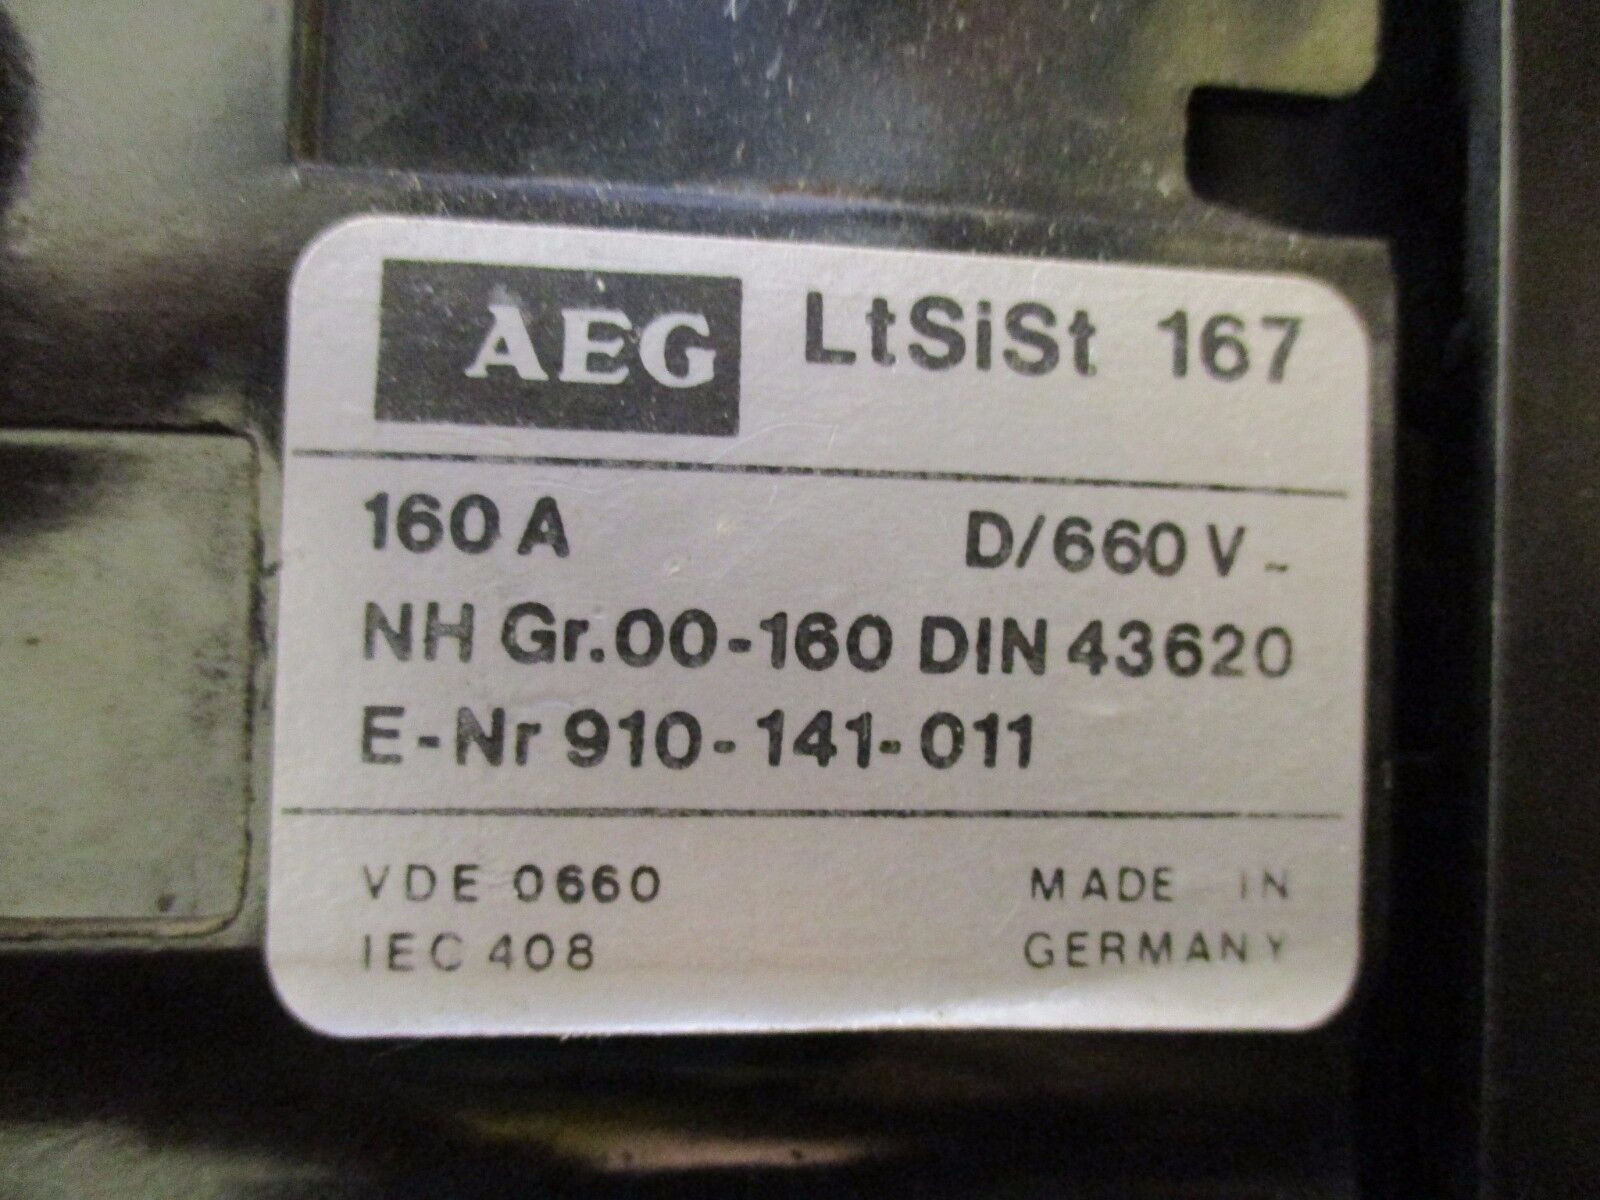 AEG LtSiSt 167
160 A D/660 V ~
NH Gr.00-160 DIN 43620
E-Nr 910-141-011
VDE 0660 MADE IN
IEC 408 GERMANY